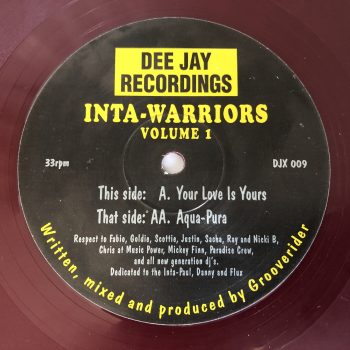 DEE JAY
RECORDINGS
INTA-WARRIORS
VOLUME 1
33rpm
DJX 009
This side: A. Your Love Is Yours
That side: AA. Aqua-Pura
Respect to Fabio, Goldie, Scottie, Justin, Sacha, Ray and Nicki B,
Chris at Music Power, Mickey Finn, Paradise Crew,
and all new generation dj's.
Dedicated to the Inta-Paul, Danny and Flux
Written, mixed and produced by Grooverider